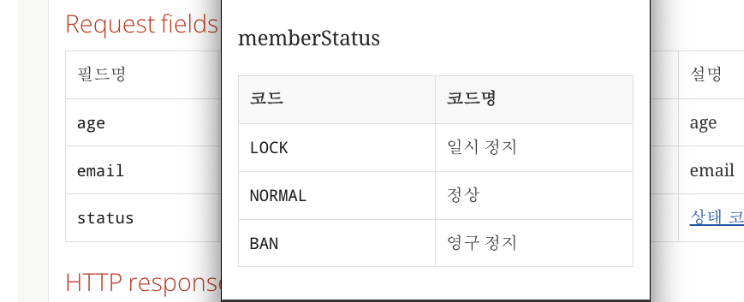 Request fields
필드명 설명
age age
email email
status 상태 코
HTTP respons
memberStatus
코드 코드명
LOCK 일시 정지
NORMAL 정상
BAN 영구 정지